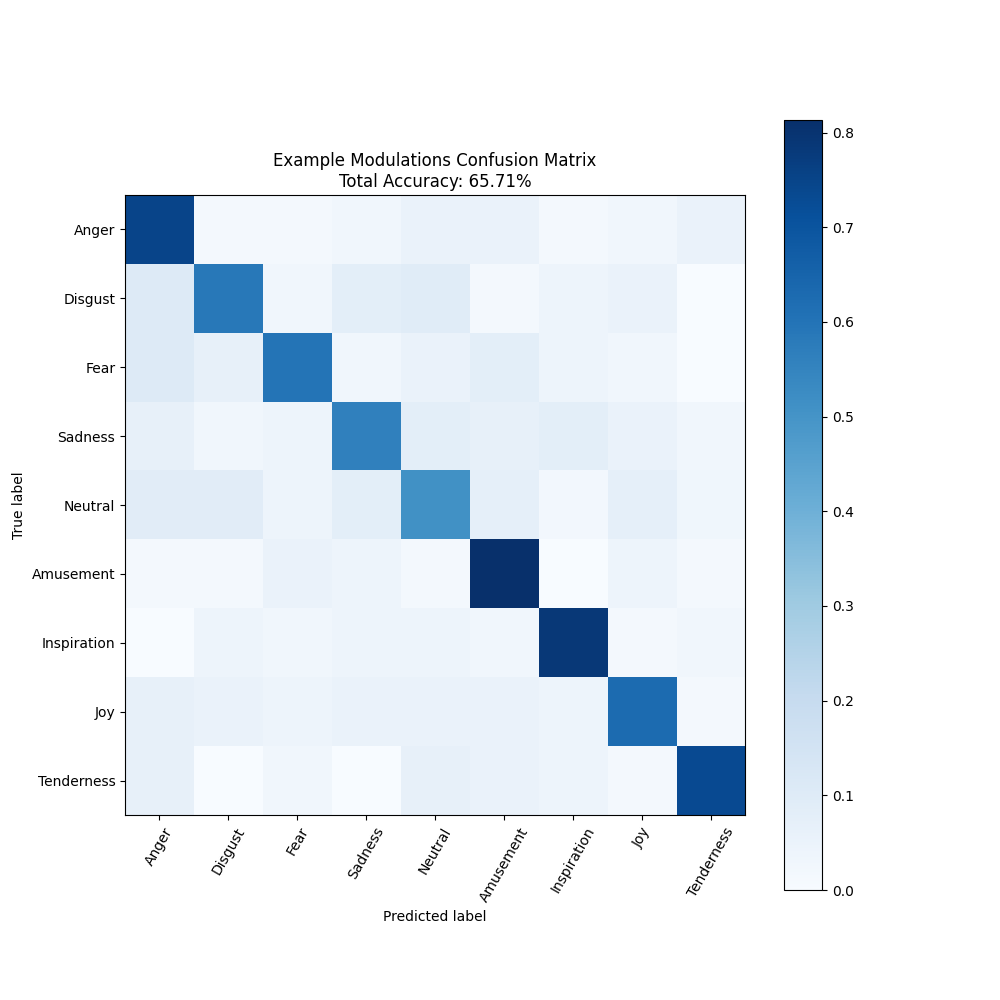 Example Modulations Confusion Matrix
Total Accuracy: 65.71%
True label
Anger
Disgust
Fear
Sadness
Neutral
Amusement
Inspiration
Joy
Tenderness
Anger
Disgust
Fear
Sadness
Neutral
Amusement
Inspiration
Joy
Tenderness
Predicted label
0.8
0.7
0.6
0.5
0.4
0.3
0.2
0.1
0.0